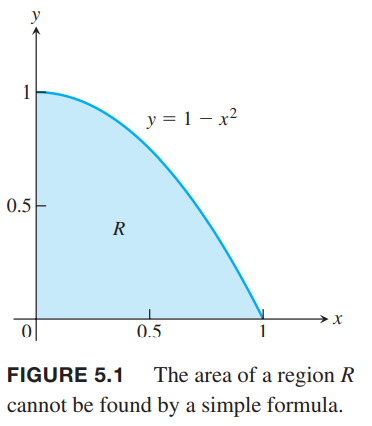 y
1
y = 1 – x²
0.5
R
x
0
0.5
1
FIGURE 5.1 The area of a region R
cannot be found by a simple formula.